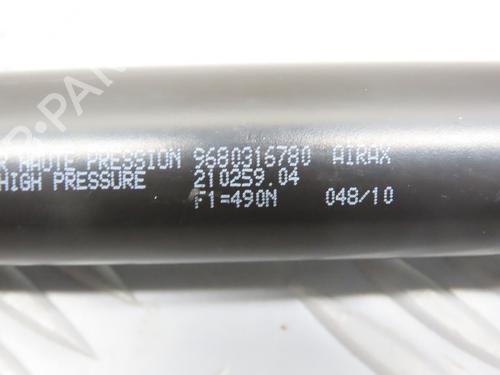 R HAUTE PRESSION 9680316780 AIRAX
HIGH PRESSURE 210259.04
F1=490N 048/10